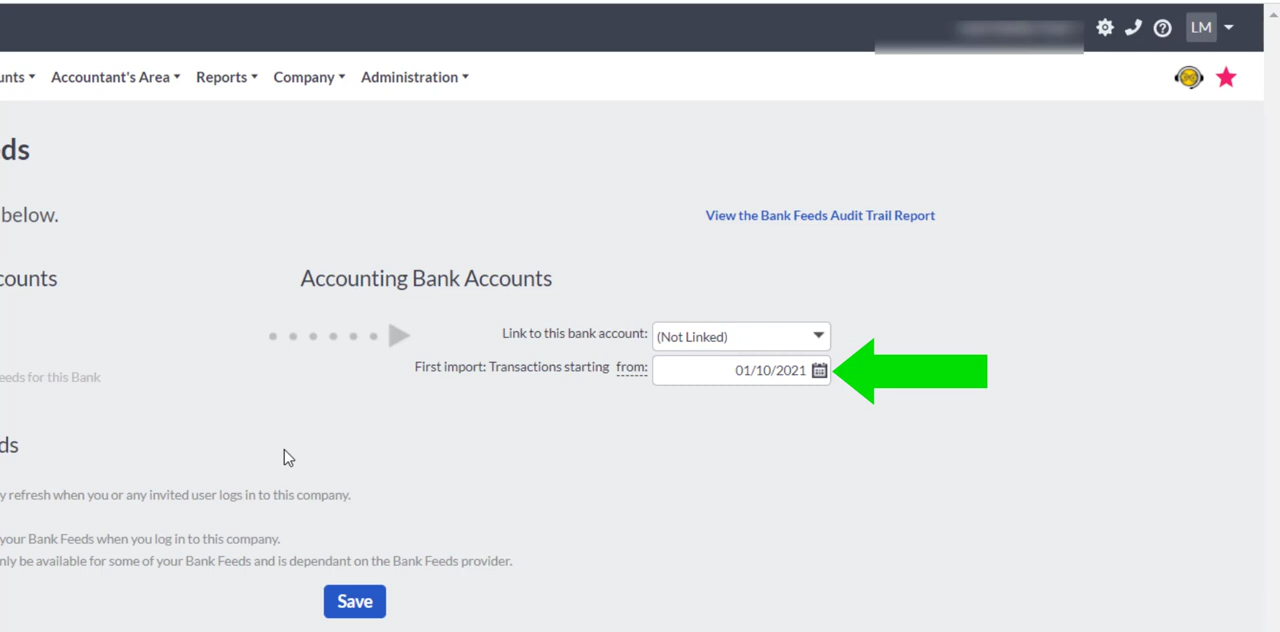 LM
unts Accountant's Area Reports Company Administration
ds
below.
View the Bank Feeds Audit Trail Report
counts
Accounting Bank Accounts
Link to this bank account: (Not Linked)
First import: Transactions starting from: 01/10/2021
eeds for this Bank
ds
y refresh when you or any invited user logs in to this company.
your Bank Feeds when you log in to this company.
nly be available for some of your Bank Feeds and is dependant on the Bank Feeds provider.
Save